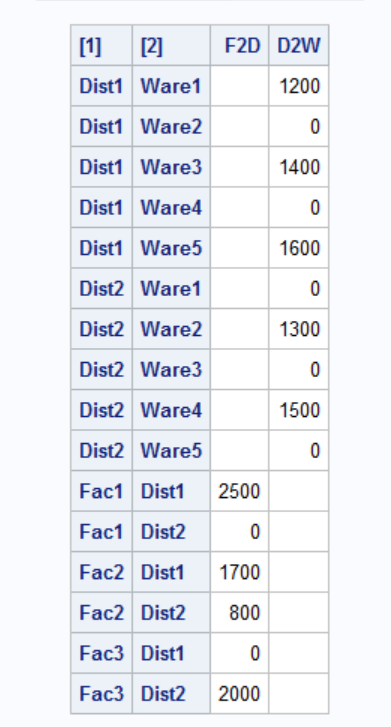 [1] [2] F2D D2W
Dist1 Ware1 1200
Dist1 Ware2 0
Dist1 Ware3 1400
Dist1 Ware4 0
Dist1 Ware5 1600
Dist2 Ware1 0
Dist2 Ware2 1300
Dist2 Ware3 0
Dist2 Ware4 1500
Dist2 Ware5 0
Fac1 Dist1 2500
Fac1 Dist2 0
Fac2 Dist1 1700
Fac2 Dist2 800
Fac3 Dist1 0
Fac3 Dist2 2000